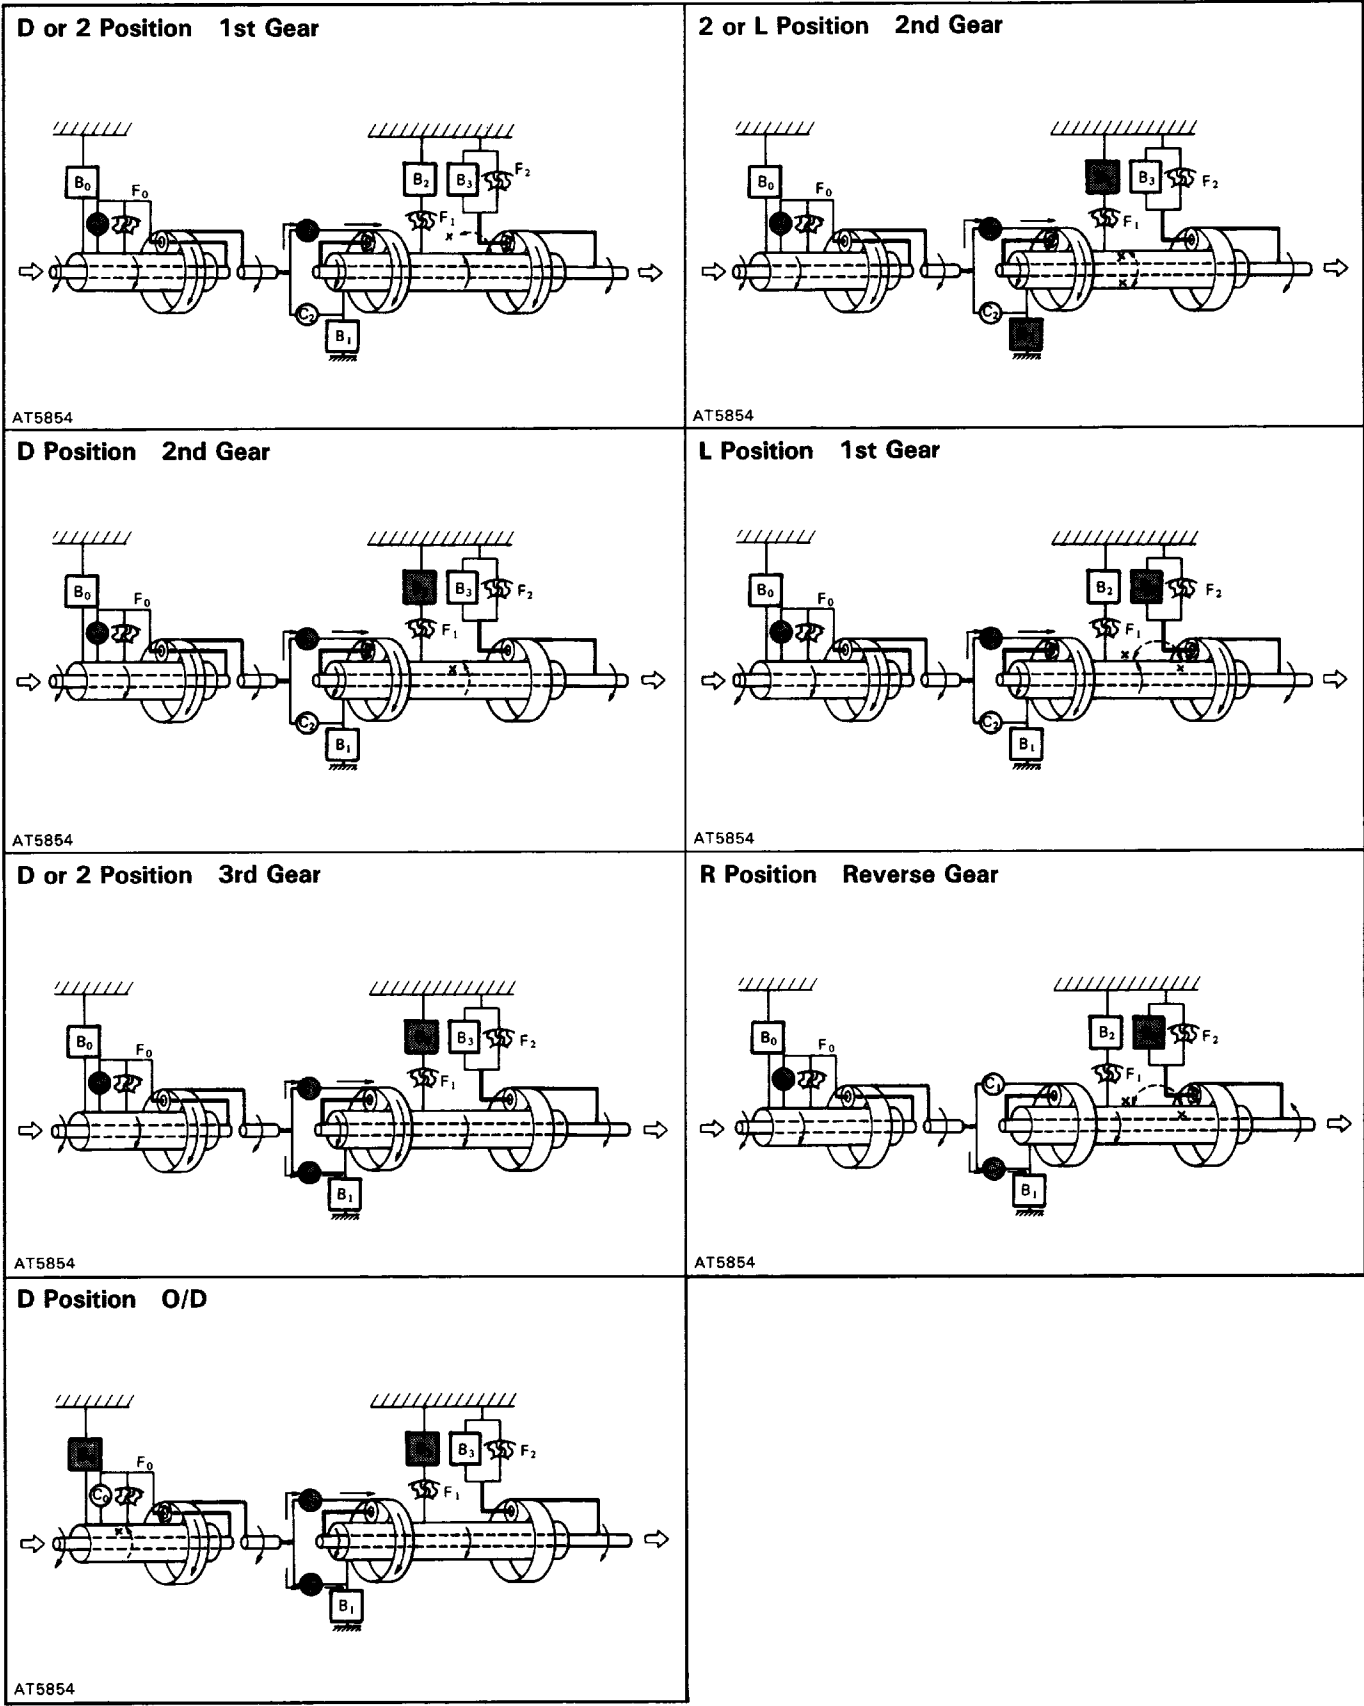 D or 2 Position 1st Gear
B0
F0
B2
B3
F2
F1
x
C2
B1
AT5854
2 or L Position 2nd Gear
B0
F0
B3
F2
F1
x
x
C2
AT5854
D Position 2nd Gear
B0
F0
B3
F2
F1
x
C2
B1
AT5854
L Position 1st Gear
B0
F0
B2
F2
F1
x
x
C2
B1
AT5854
D or 2 Position 3rd Gear
B0
F0
B3
F2
F1
B1
AT5854
R Position Reverse Gear
B0
F0
B2
F2
F1
C1
x
x
B1
AT5854
D Position O/D
B3
F2
F0
C0
F1
x
B1
AT5854